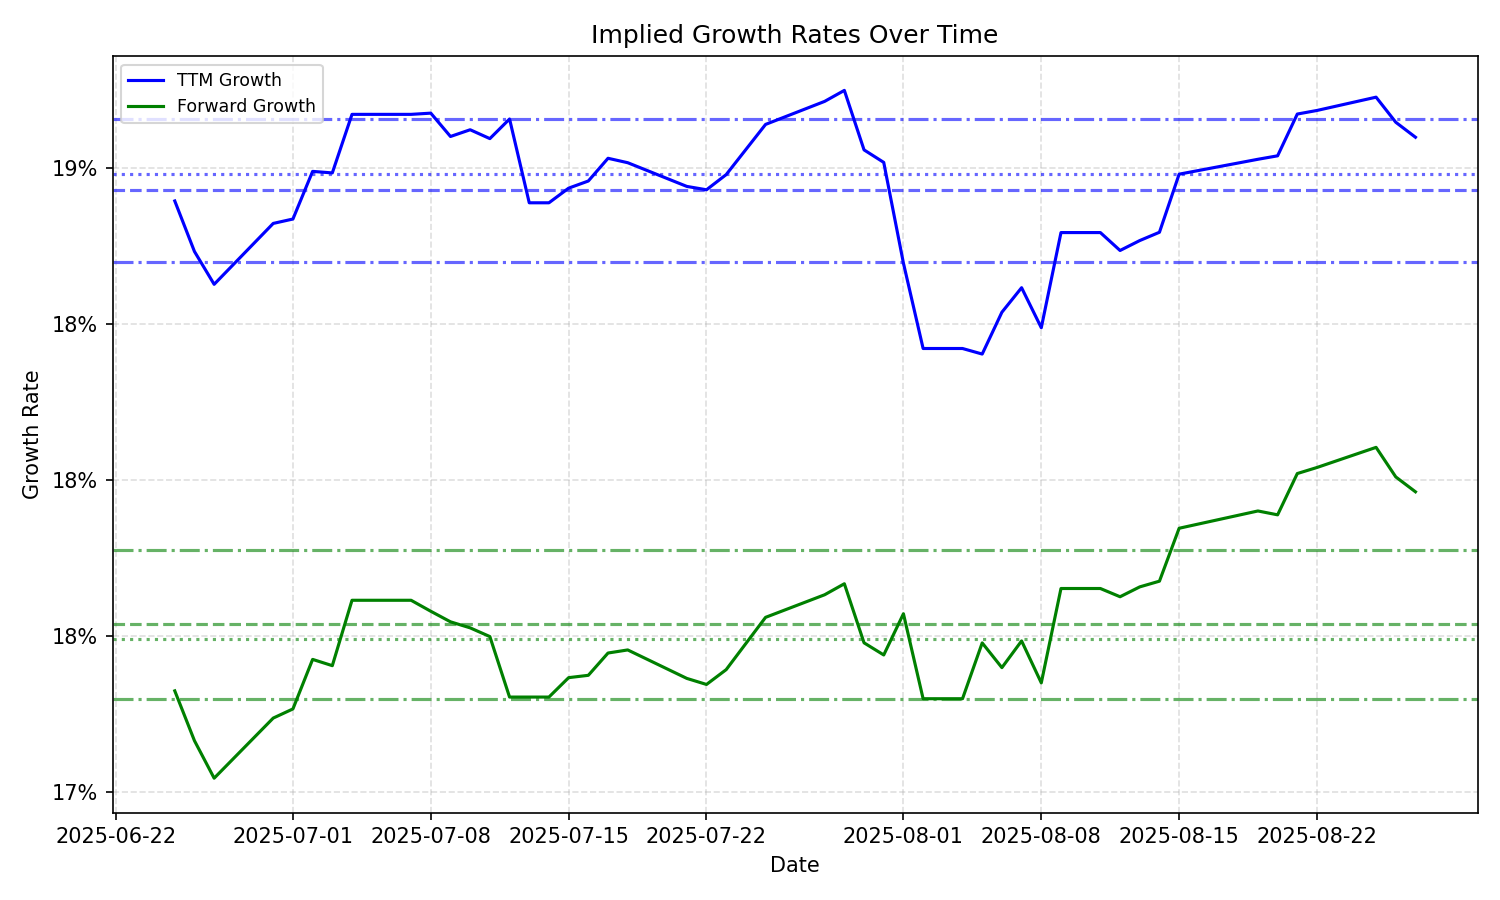 Implied Growth Rates Over Time
TTM Growth
Forward Growth
19%
18%
18%
18%
17%
Growth Rate
2025-06-22
2025-07-01
2025-07-08
2025-07-15
2025-07-22
2025-08-01
2025-08-08
2025-08-15
2025-08-22
Date